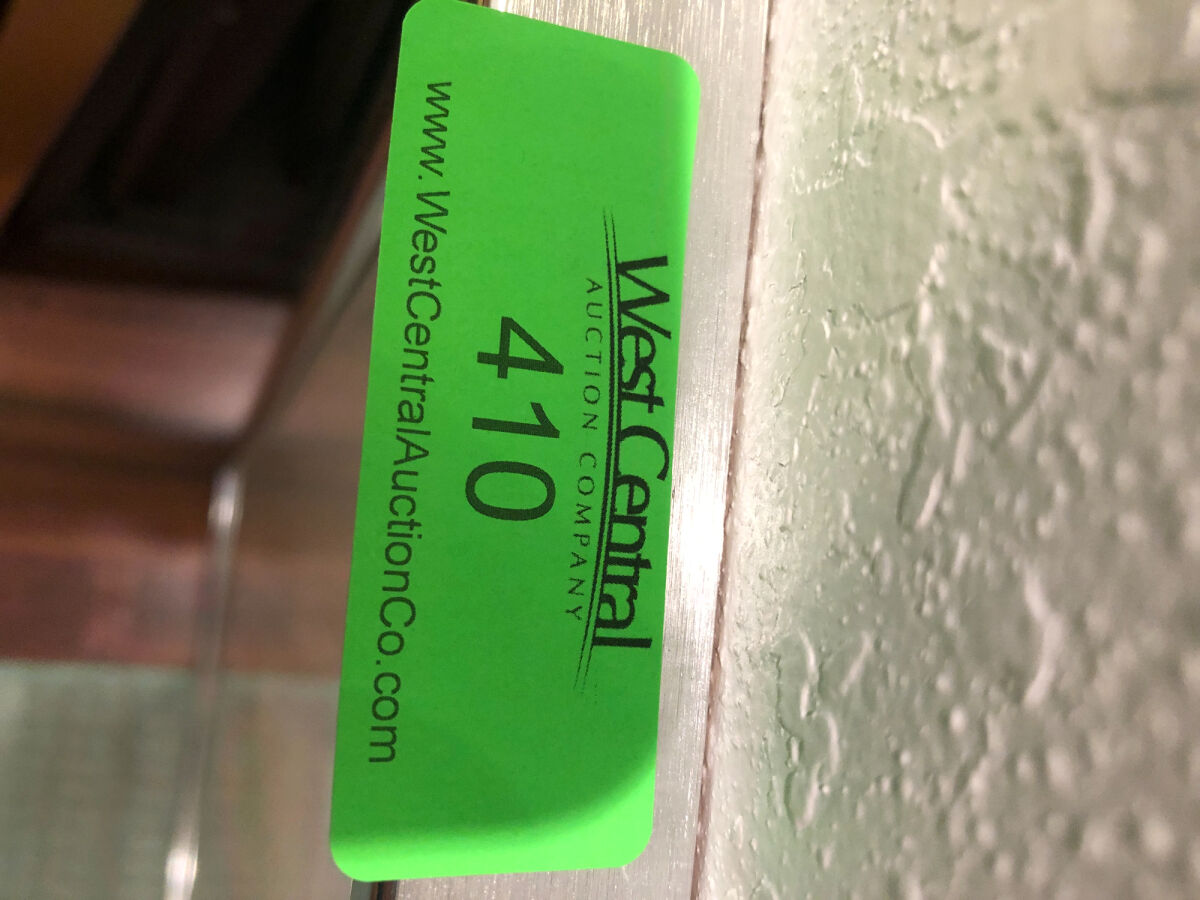 West Central
AUCTION COMPANY
410
www.WestCentralAuctionCo.com